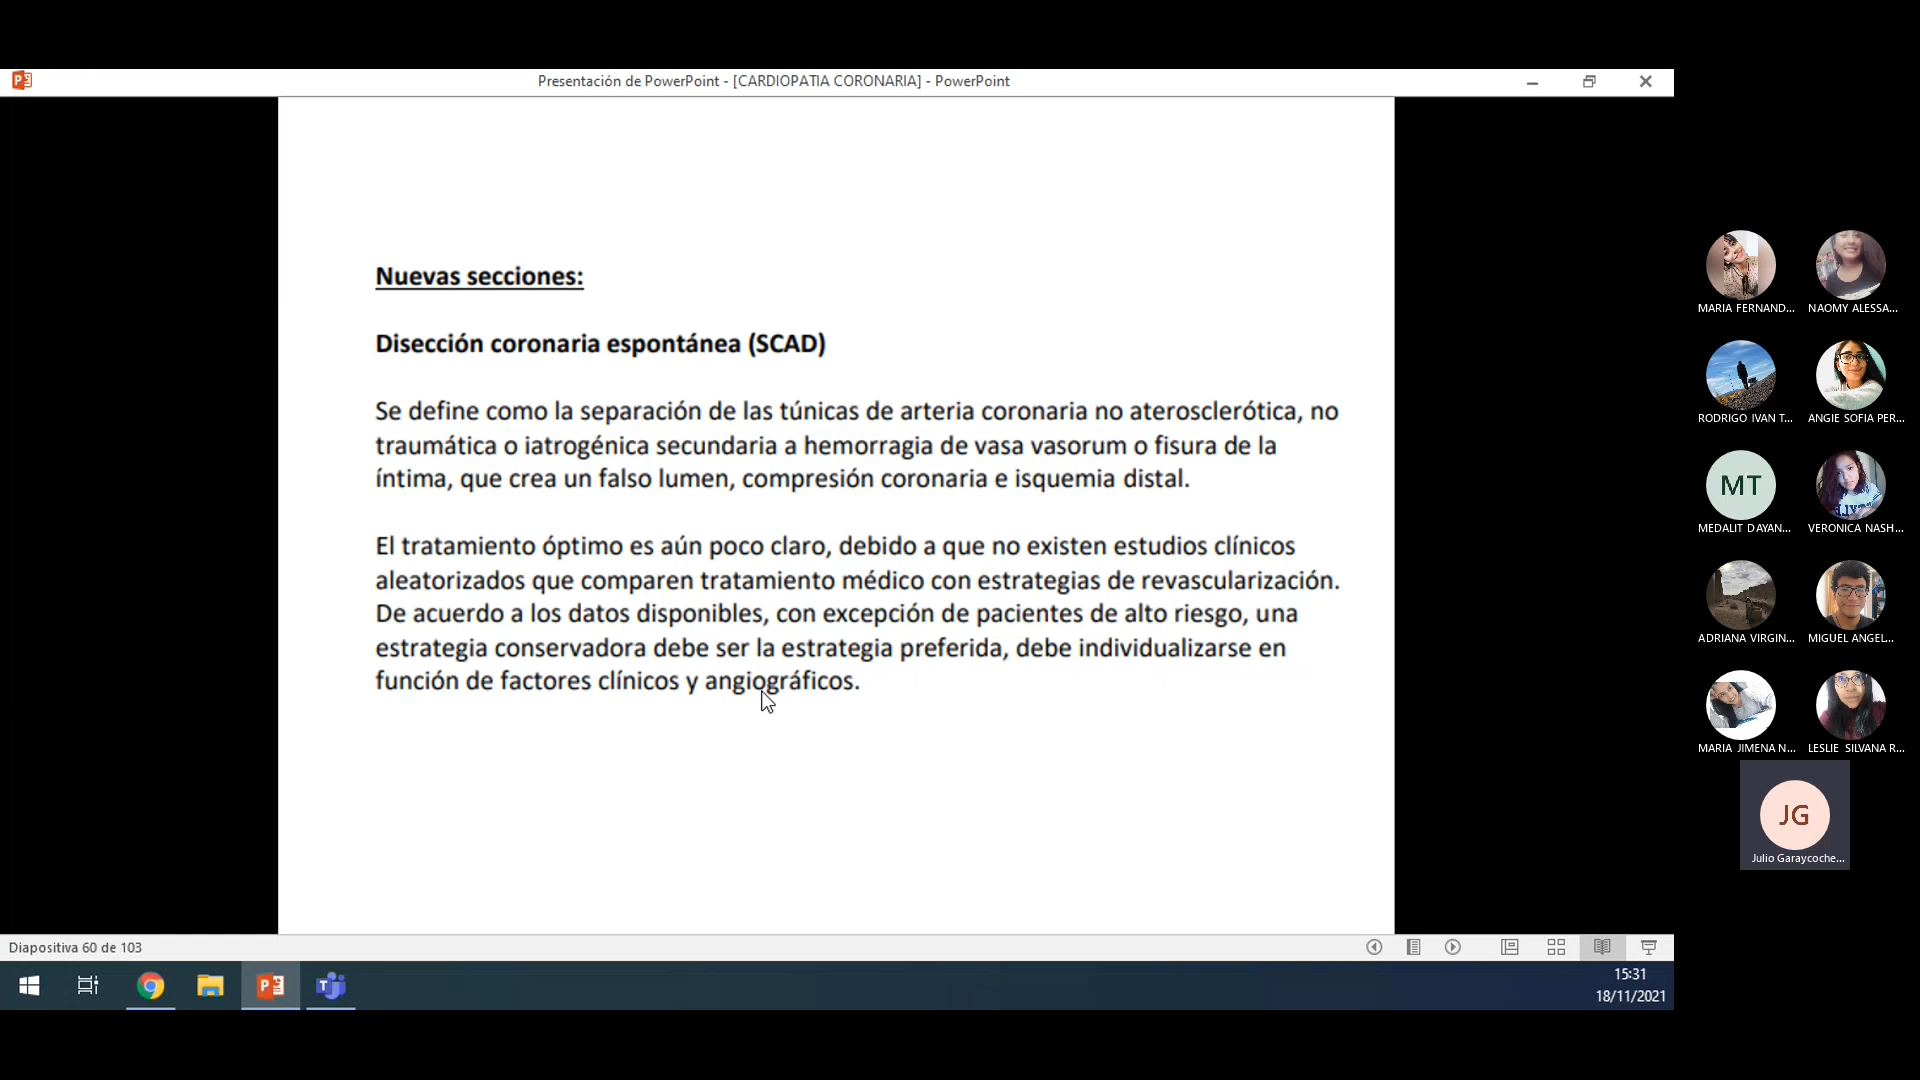 Presentación de PowerPoint - [CARDIOPATIA CORONARIA] - PowerPoint
Nuevas secciones:
Disección coronaria espontánea (SCAD)
Se define como la separación de las túnicas de arteria coronaria no aterosclerótica, no
traumática o iatrogénica secundaria a hemorragia de vasa vasorum o fisura de la
íntima, que crea un falso lumen, compresión coronaria e isquemia distal.
El tratamiento óptimo es aún poco claro, debido a que no existen estudios clínicos
aleatorizados que comparen tratamiento médico con estrategias de revascularización.
De acuerdo a los datos disponibles, con excepción de pacientes de alto riesgo, una
estrategia conservadora debe ser la estrategia preferida, debe individualizarse en
función de factores clínicos y angiográficos.
Diapositiva 60 de 103
15:31
18/11/2021
MARIA FERNAND...
NAOMY ALESSA...
RODRIGO IVAN T...
ANGIE SOFIA PER...
MT
MEDALIT DAYAN...
VERONICA NASH...
ADRIANA VIRGIN...
MIGUEL ANGEL...
MARIA JIMENA N...
LESLIE SILVANA R...
JG
Julio Garaycoche...